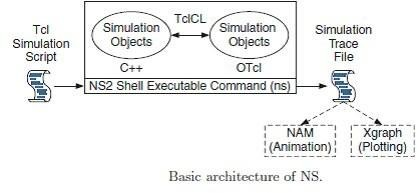 TclCL
Tcl
Simulation
Script
Simulation
Objects
Simulation
Objects
C++
OTcl
NS2 Shell Executable Command (ns)
Simulation
Trace
File
NAM
(Animation)
Xgraph
(Plotting)
Basic architecture of NS.